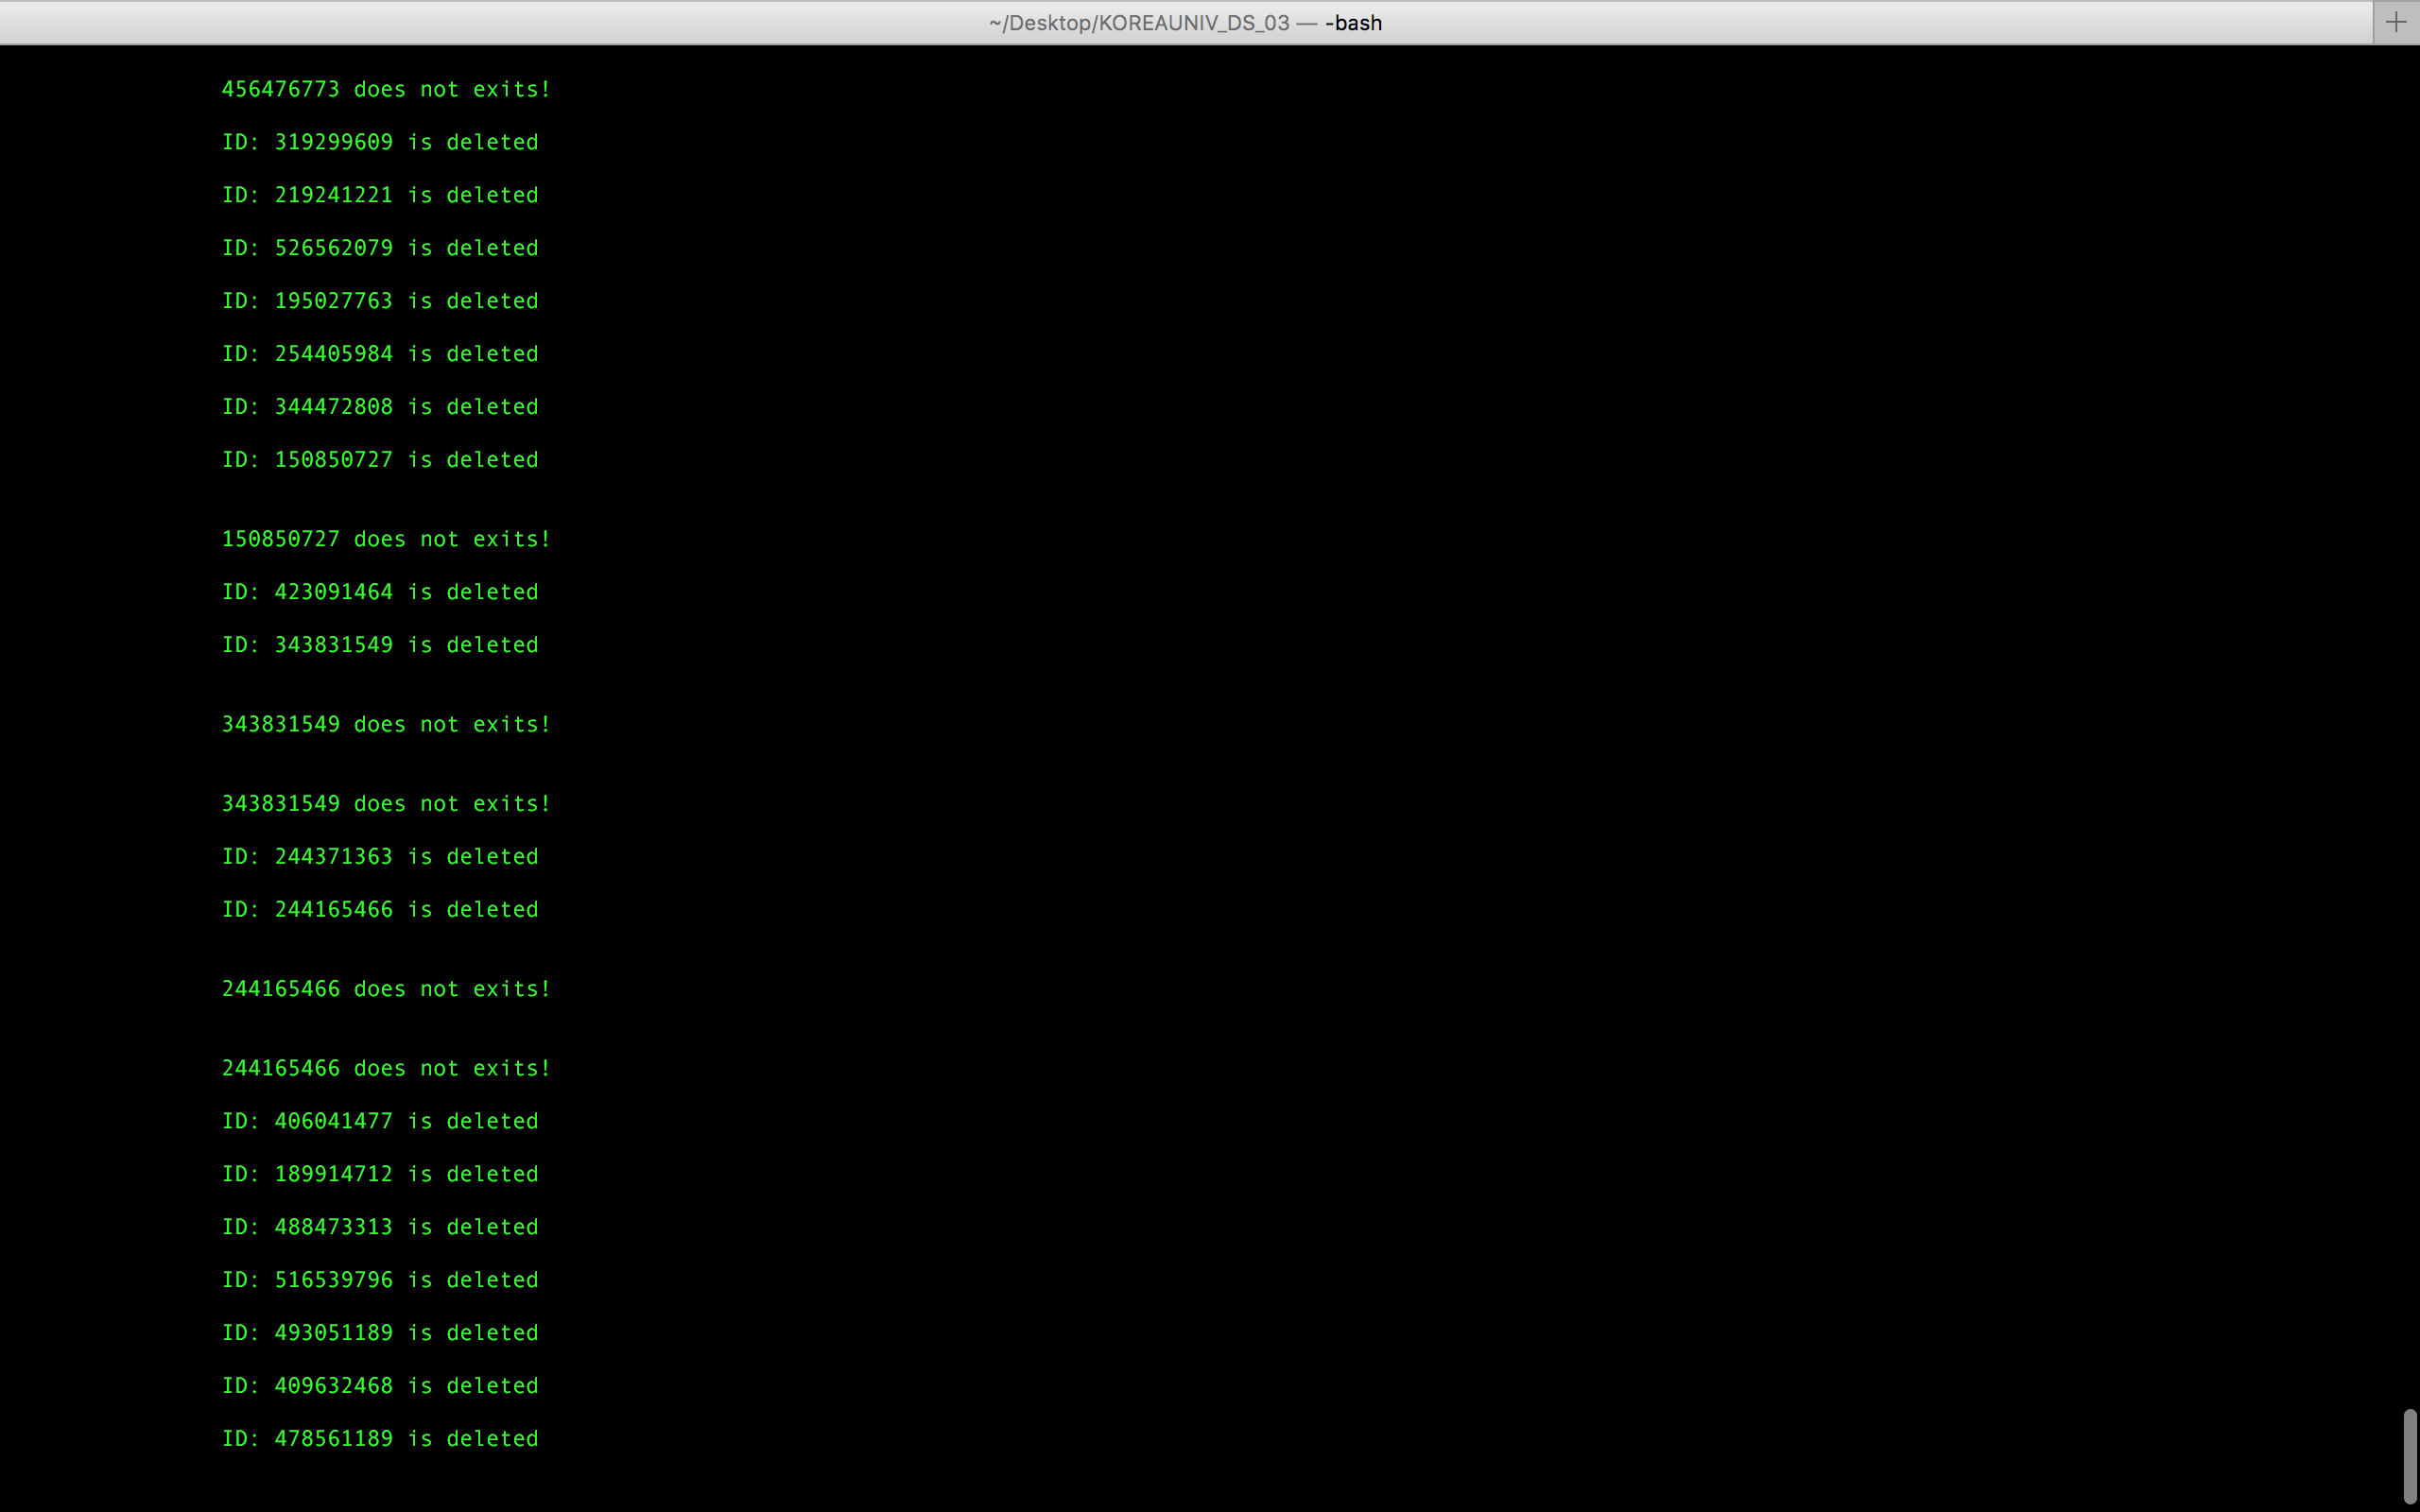 ~/Desktop/KOREAUNIV_DS_03 — -bash
456476773 does not exits!
ID: 319299609 is deleted
ID: 219241221 is deleted
ID: 526562079 is deleted
ID: 195027763 is deleted
ID: 254405984 is deleted
ID: 344472808 is deleted
ID: 150850727 is deleted
150850727 does not exits!
ID: 423091464 is deleted
ID: 343831549 is deleted
343831549 does not exits!
343831549 does not exits!
ID: 244371363 is deleted
ID: 244165466 is deleted
244165466 does not exits!
244165466 does not exits!
ID: 406041477 is deleted
ID: 189914712 is deleted
ID: 488473313 is deleted
ID: 516539796 is deleted
ID: 493051189 is deleted
ID: 409632468 is deleted
ID: 478561189 is deleted